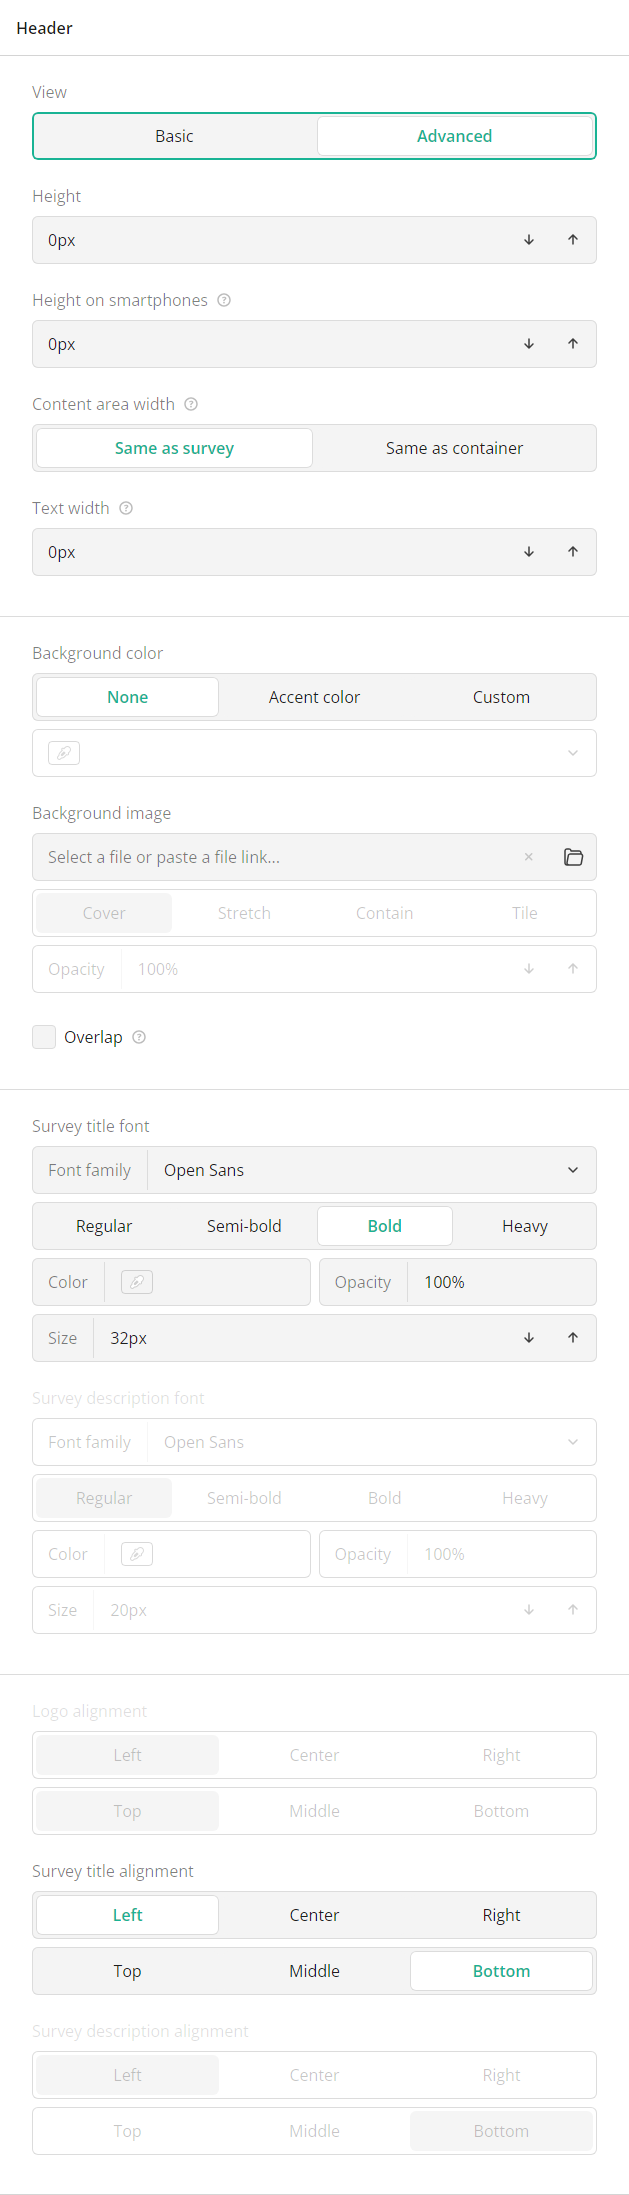 Header
View
Basic Advanced
Height
0px
Height on smartphones
0px
Content area width
Same as survey Same as container
Text width
0px
Background color
None Accent color Custom
Background image
Select a file or paste a file link...
Cover Stretch Contain Tile
Opacity 100%
Overlap
Survey title font
Font family Open Sans
Regular Semi-bold Bold Heavy
Color Opacity 100%
Size 32px
Survey description font
Font family Open Sans
Regular Semi-bold Bold Heavy
Color Opacity 100%
Size 20px
Logo alignment
Left Center Right
Top Middle Bottom
Survey title alignment
Left Center Right
Top Middle Bottom
Survey description alignment
Left Center Right
Top Middle Bottom